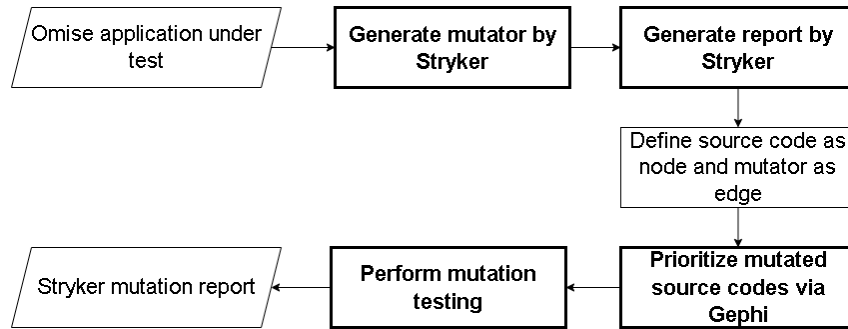 Omise application under
test
Generate mutator by
Stryker
Generate report by
Stryker
Define source code as
node and mutator as
edge
Prioritize mutated
source codes via
Gephi
Perform mutation
testing
Stryker mutation report